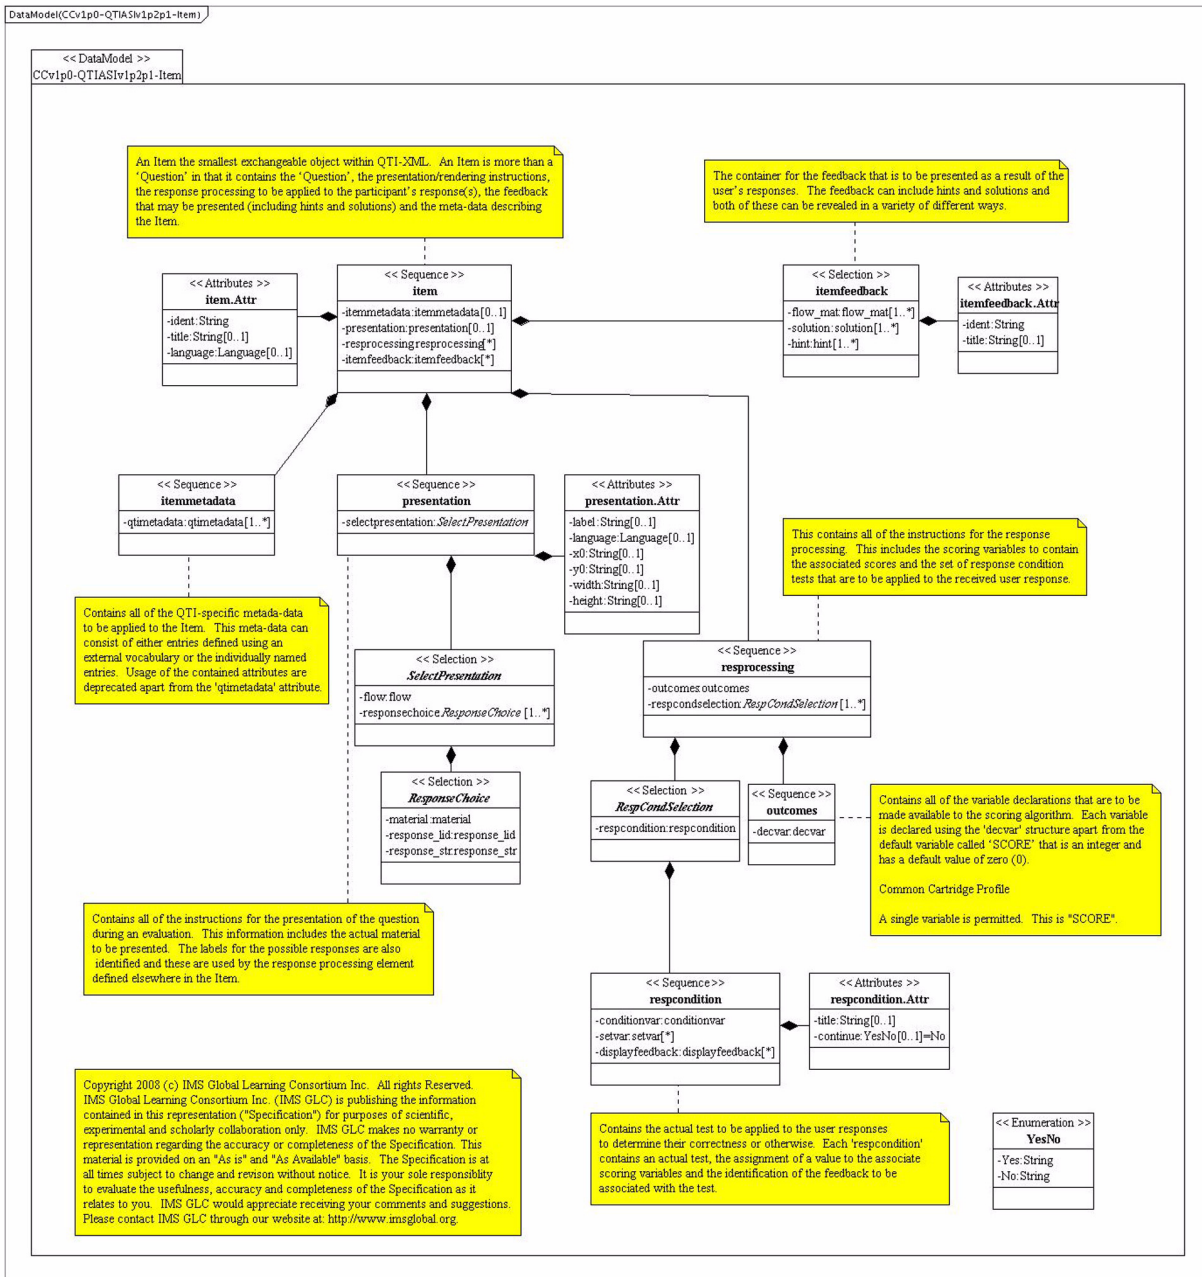 DataModel(CCv1p0-QTIASIv1p2p1-Item)
<< DataModel >>
CCv1p0-QTIASIv1p2p1-Item
An Item the smallest exchangeable object within QTI-XML.  An Item is more than a
‘Question’ in that it contains the ‘Question’, the presentation/rendering instructions,
the response processing to be applied to the participant’s response(s), the feedback
that may be presented (including hints and solutions) and the meta-data describing
the Item.
The container for the feedback that is to be presented as a result of the
user’s responses.  The feedback can include hints and solutions and
both of these can be revealed in a variety of different ways.
<< Attributes >>
item.Attr
-ident:String
-title:String[0..1]
-language:Language[0..1]
<< Sequence >>
item
-itemmetadata:itemmetadata[0..1]
-presentation:presentation[0..1]
-resprocessing:resprocessing[*]
-itemfeedback:itemfeedback[*]
<< Selection >>
itemfeedback
-flow_mat:flow_mat[1..*]
-solution:solution[1..*]
-hint:hint[1..*]
<< Attributes >>
itemfeedback.Attr
-ident:String
-title:String[0..1]
<< Sequence >>
itemmetadata
-qtimetadata:qtimetadata[1..*]
<< Sequence >>
presentation
-selectpresentation:SelectPresentation
<< Attributes >>
presentation.Attr
-label:String[0..1]
-language:Language[0..1]
-x0:String[0..1]
-y0:String[0..1]
-width:String[0..1]
-height:String[0..1]
This contains all of the instructions for the response
processing.  This includes the scoring variables to contain
the associated scores and the set of response condition
tests that are to be applied to the received user response.
Contains all of the QTI-specific metada-data
to be applied to the Item.  This meta-data can
consist of either entries defined using an
external vocabulary or the individually named
entries.  Usage of the contained attributes are
deprecated apart from the 'qtimetadata' attribute.
<< Selection >>
SelectPresentation
-flow:flow
-responsechoice:ResponseChoice [1..*]
<< Sequence >>
resprocessing
-outcomes:outcomes
-respcondselection:RespCondSelection [1..*]
<< Selection >>
ResponseChoice
-material:material
-response_lid:response_lid
-response_str:response_str
<< Selection >>
RespCondSelection
-respcondition:respcondition
<< Sequence >>
outcomes
-decvar:decvar
Contains all of the variable declarations that are to be
made available to the scoring algorithm.  Each variable
is declared using the 'decvar' structure apart from the
default variable called ‘SCORE’ that is an integer and
has a default value of zero (0).
Common Cartridge Profile
A single variable is permitted.  This is "SCORE".
Contains all of the instructions for the presentation of the question
during an evaluation.  This information includes the actual material
to be presented.  The labels for the possible responses are also
identified and these are used by the response processing element
defined elsewhere in the Item.
<< Sequence>>
respcondition
-conditionvar:conditionvar
-setvar:setvar[*]
-displayfeedback:displayfeedback[*]
<< Attributes >>
respcondition.Attr
-title:String[0..1]
-continue:YesNo[0..1]=No
Copyright 2008 (c) IMS Global Learning Consortium Inc.  All rights Reserved.
IMS Global Learning Consortium Inc. (IMS GLC) is publishing the information
contained in this representation ("Specification") for purposes of scientific,
experimental and scholarly collaboration only.  IMS GLC makes no warranty or
representation regarding the accuracy or completeness of the Specification. This
material is provided on an "As is" and "As Available" basis.  The Specification is at
all times subject to change and revison without notice.  It is your sole responsiblity
to evaluate the usefulness, accuracy and completeness of the Specification as it
relates to you.  IMS GLC would appreciate receiving your comments and suggestions.
Please contact IMS GLC through our website at: http://www.imsglobal.org.
Contains the actual test to be applied to the user responses
to determine their correctness or otherwise.  Each 'respcondition'
contains an actual test, the assignment of a value to the associate
scoring variables and the identification of the feedback to be
associated with the test.
<< Enumeration >>
YesNo
-Yes:String
-No:String